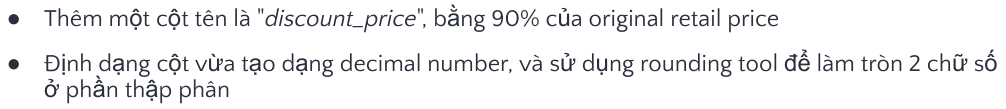 ● Thêm một cột tên là "discount_price", bằng 90% của original retail price
● Định dạng cột vừa tạo dạng decimal number, và sử dụng rounding tool để làm tròn 2 chữ số
ở phần thập phân